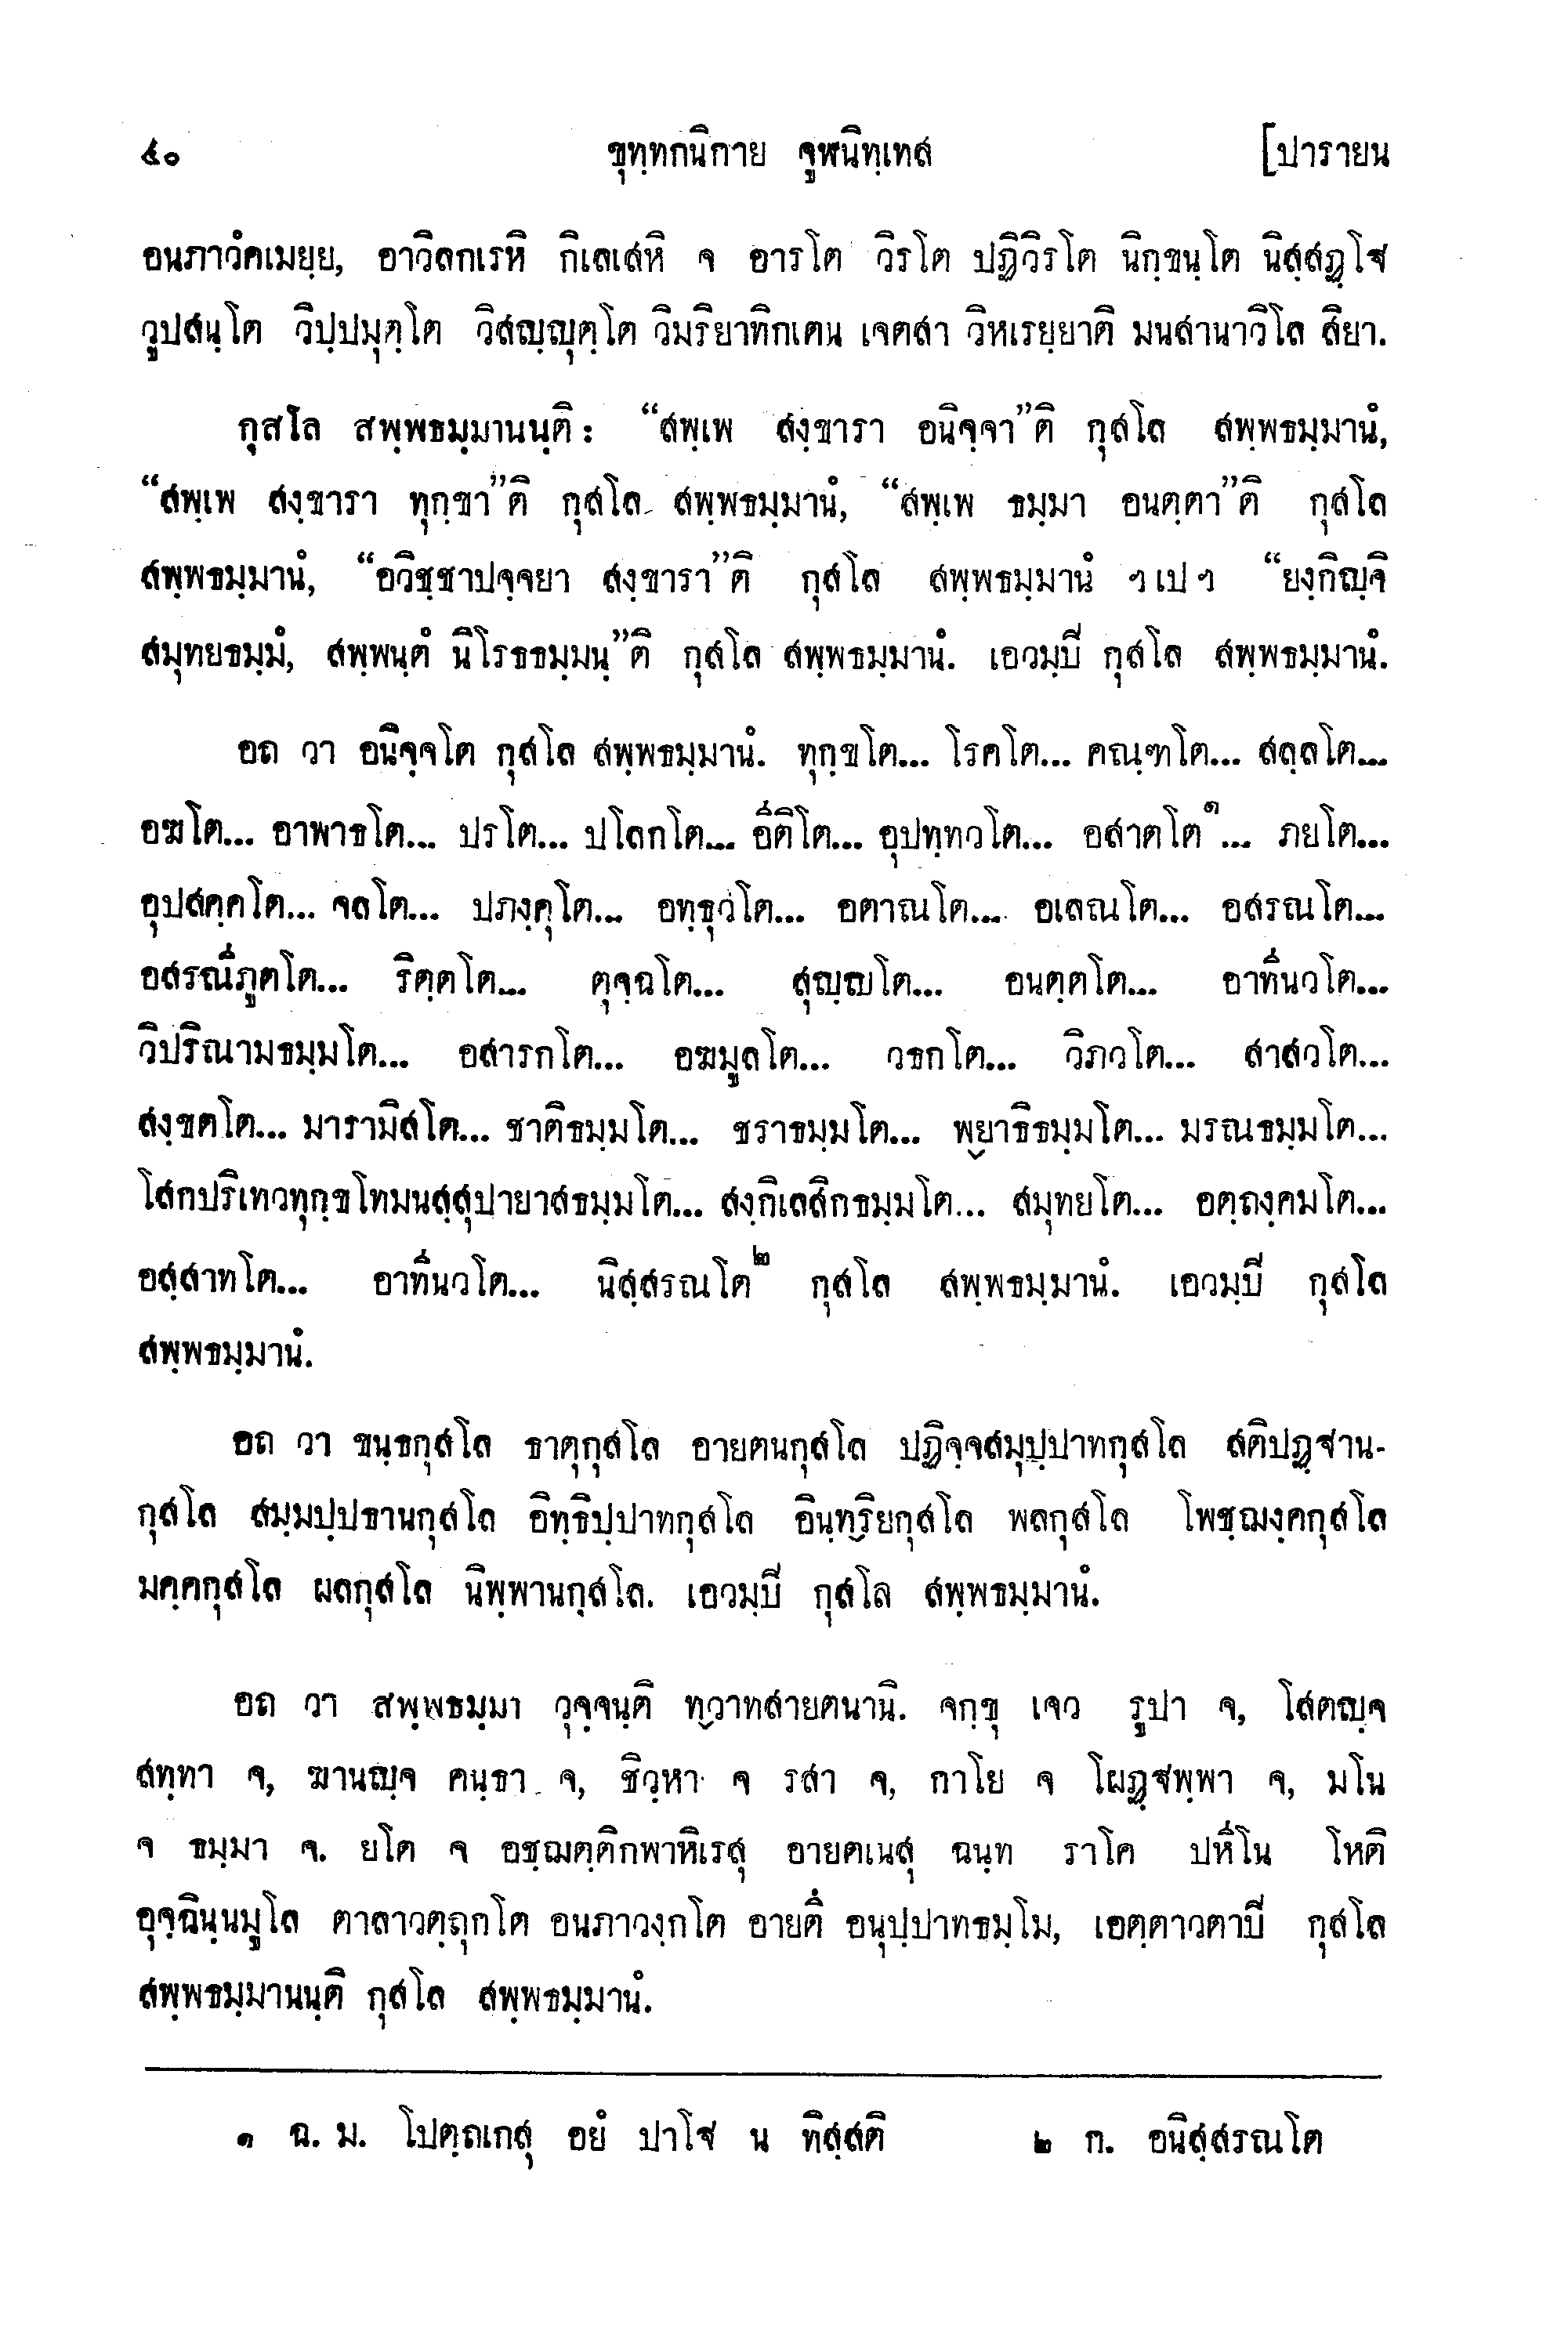 ๔๐ ขุทฺทกนิกาย จูฬนิทฺเทส [ปารายน
อนภาวํคเมยฺย, อาวิลกเรหิ กิเลเสหิ จ อารโต วิรโต ปฏิวิรโต นิกฺขนฺโต นิสฺสฏฺโฐ
วูปสนฺโต วิปฺปมุตฺโต วิสญฺญุตฺโต วิมริยาทิกเตน เจตสา วิหเรยฺยาติ มนสานาวิโล สิยา.
กุสโล สพฺพธมฺมานนฺติ: “สพฺเพ สงฺขารา อนิจฺจา”ติ กุสโล สพฺพธมฺมานํ,
“สพฺเพ สงฺขารา ทุกฺขา”ติ กุสโล สพฺพธมฺมานํ, “สพฺเพ ธมฺมา อนตฺตา”ติ กุสโล
สพฺพธมฺมานํ, “อวิชฺชาปจฺจยา สงฺขารา”ติ กุสโล สพฺพธมฺมานํ ฯเปฯ “ยงฺกิญฺจิ
สมุทยธมฺมํ, สพฺพนฺตํ นิโรธธมฺมนฺ”ติ กุสโล สพฺพธมฺมานํ. เอวมฺปิ กุสโล สพฺพธมฺมานํ.
อถ วา อนิจฺจโต กุสโล สพฺพธมฺมานํ. ทุกฺขโต... โรคโต... คณฺฑโต... สลฺลโต...
อฆโต... อาพาธโต... ปรโต... ปโลกโต... อีติโต... อุปทฺทวโต... อสาตโต๑... ภยโต...
อุปสคฺคโต... จลโต... ปภงฺคุโต... อทฺธุวโต... อตาณโต... อเลณโต... อสรณโต...
อสรณีภูตโต... ริตฺตโต... ตุจฺฉโต... สุญฺญโต... อนตฺตโต... อาทีนวโต...
วิปริณามธมฺมโต... อสารกโต... อฆมูลโต... วธกโต... วิภวโต... สาสวโต...
สงฺขตโต... มารามิสโต... ชาติธมฺมโต... ชราธมฺมโต... พฺยาธิธมฺมโต... มรณธมฺมโต...
โสกปริเทวทุกฺขโทมนสฺสุปายาสธมฺมโต... สงฺกิเลสิกธมฺมโต... สมุทยโต... อตฺถงฺคมโต...
อสฺสาทโต... อาทีนวโต... นิสฺสรณโต๒ กุสโล สพฺพธมฺมานํ. เอวมฺปิ กุสโล
สพฺพธมฺมานํ.
อถ วา ขนฺธกุสโล ธาตุกุสโล อายตนกุสโล ปฏิจฺจสมุปฺปาทกุสโล สติปฏฺฐาน-
กุสโล สมฺมปฺปธานกุสโล อิทฺธิปฺปาทกุสโล อินฺทฺริยกุสโล พลกุสโล โพชฺฌงฺคกุสโล
มคฺคกุสโล ผลกุสโล นิพฺพานกุสโล. เอวมฺปิ กุสโล สพฺพธมฺมานํ.
อถ วา สพฺพธมฺมา วุจฺจนฺติ ทฺวาทสายตนานิ. จกฺขุ เจว รูปา จ, โสตญฺจ
สทฺทา จ, ฆานญฺจ คนฺธา จ, ชิวฺหา จ รสา จ, กาโย จ โผฏฺฐพฺพา จ, มโน
จ ธมฺมา จ. ยโต จ อชฺฌตฺติกพาหิเรสุ อายตเนสุ ฉนฺท ราโค ปหีโน โหติ
อุจฺฉินฺนมูโล ตาลาวตฺถุกโต อนภาวงฺกโต อายตึ อนุปฺปาทธมฺโม, เอตฺตาวตาปิ กุสโล
สพฺพธมฺมานนฺติ กุสโล สพฺพธมฺมานํ.
๑ ฉ. ม. โปตฺถเกสุ อยํ ปาโฐ น ทิสฺสติ ๒ ก. อนิสฺสรณโต